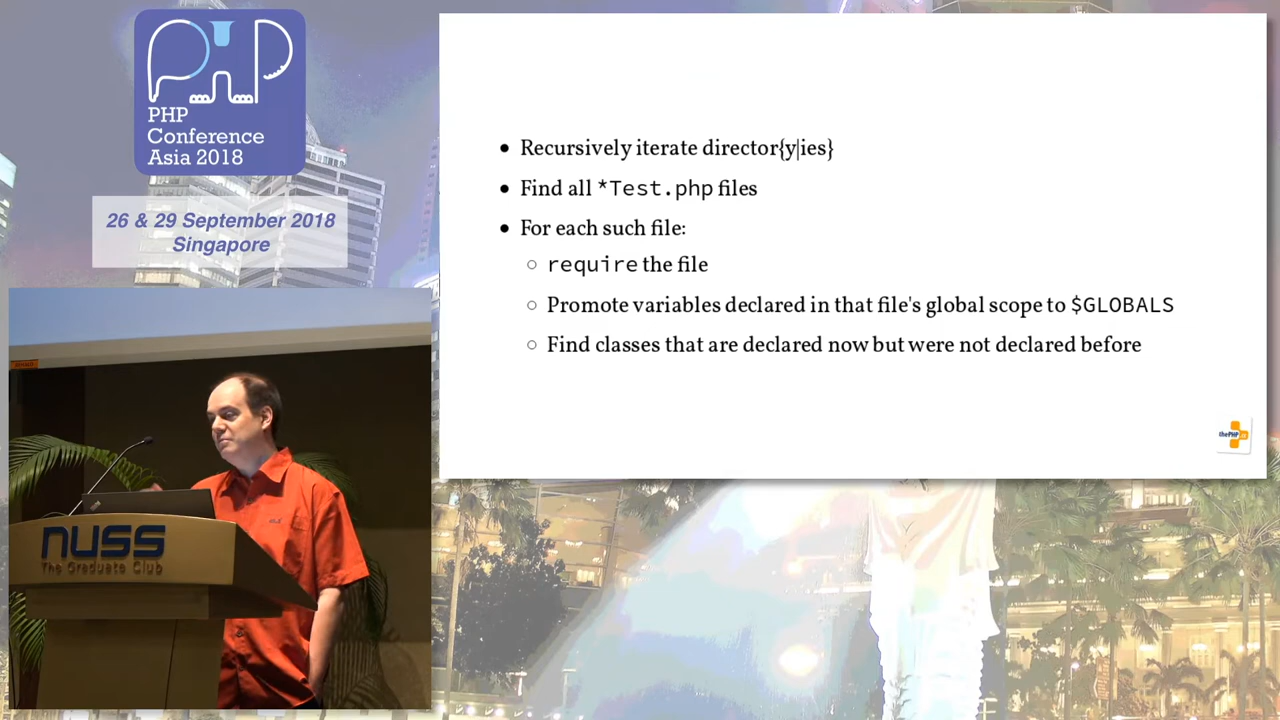 PHP
Conference
Asia 2018
26 & 29 September 2018
Singapore
nuss
The Graduate Club
Recursively iterate director{y|ies}
Find all *Test.php files
For each such file:
require the file
Promote variables declared in that file's global scope to $GLOBALS
Find classes that are declared now but were not declared before
thePHP